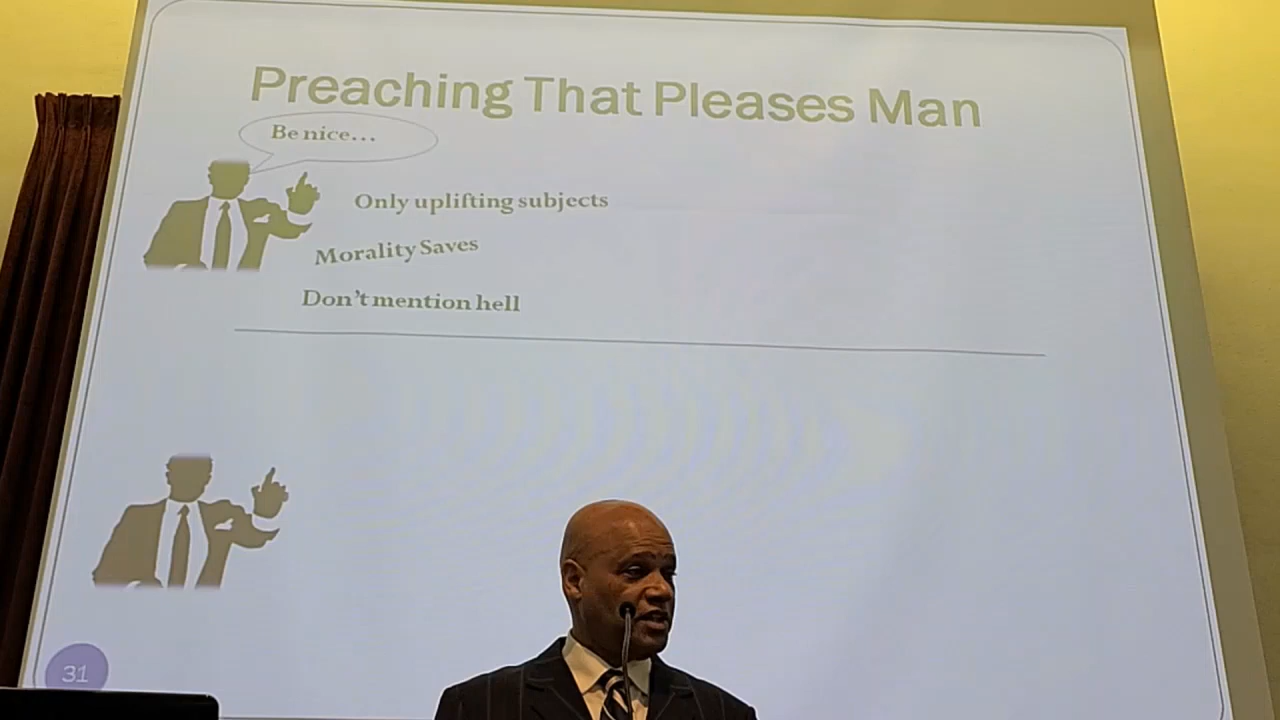 Preaching That Pleases Man
Be nice...
Only uplifting subjects
Morality Saves
Don't mention hell
31